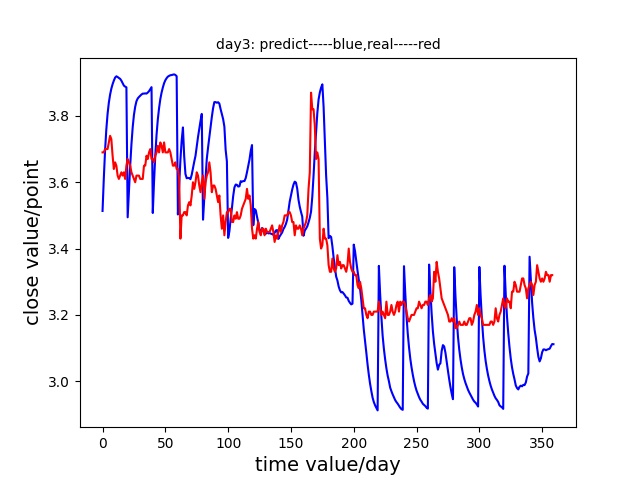 day3: predict-----blue,real-----red
close value/point
3.8
3.6
3.4
3.2
3.0
0 50 100 150 200 250 300 350
time value/day